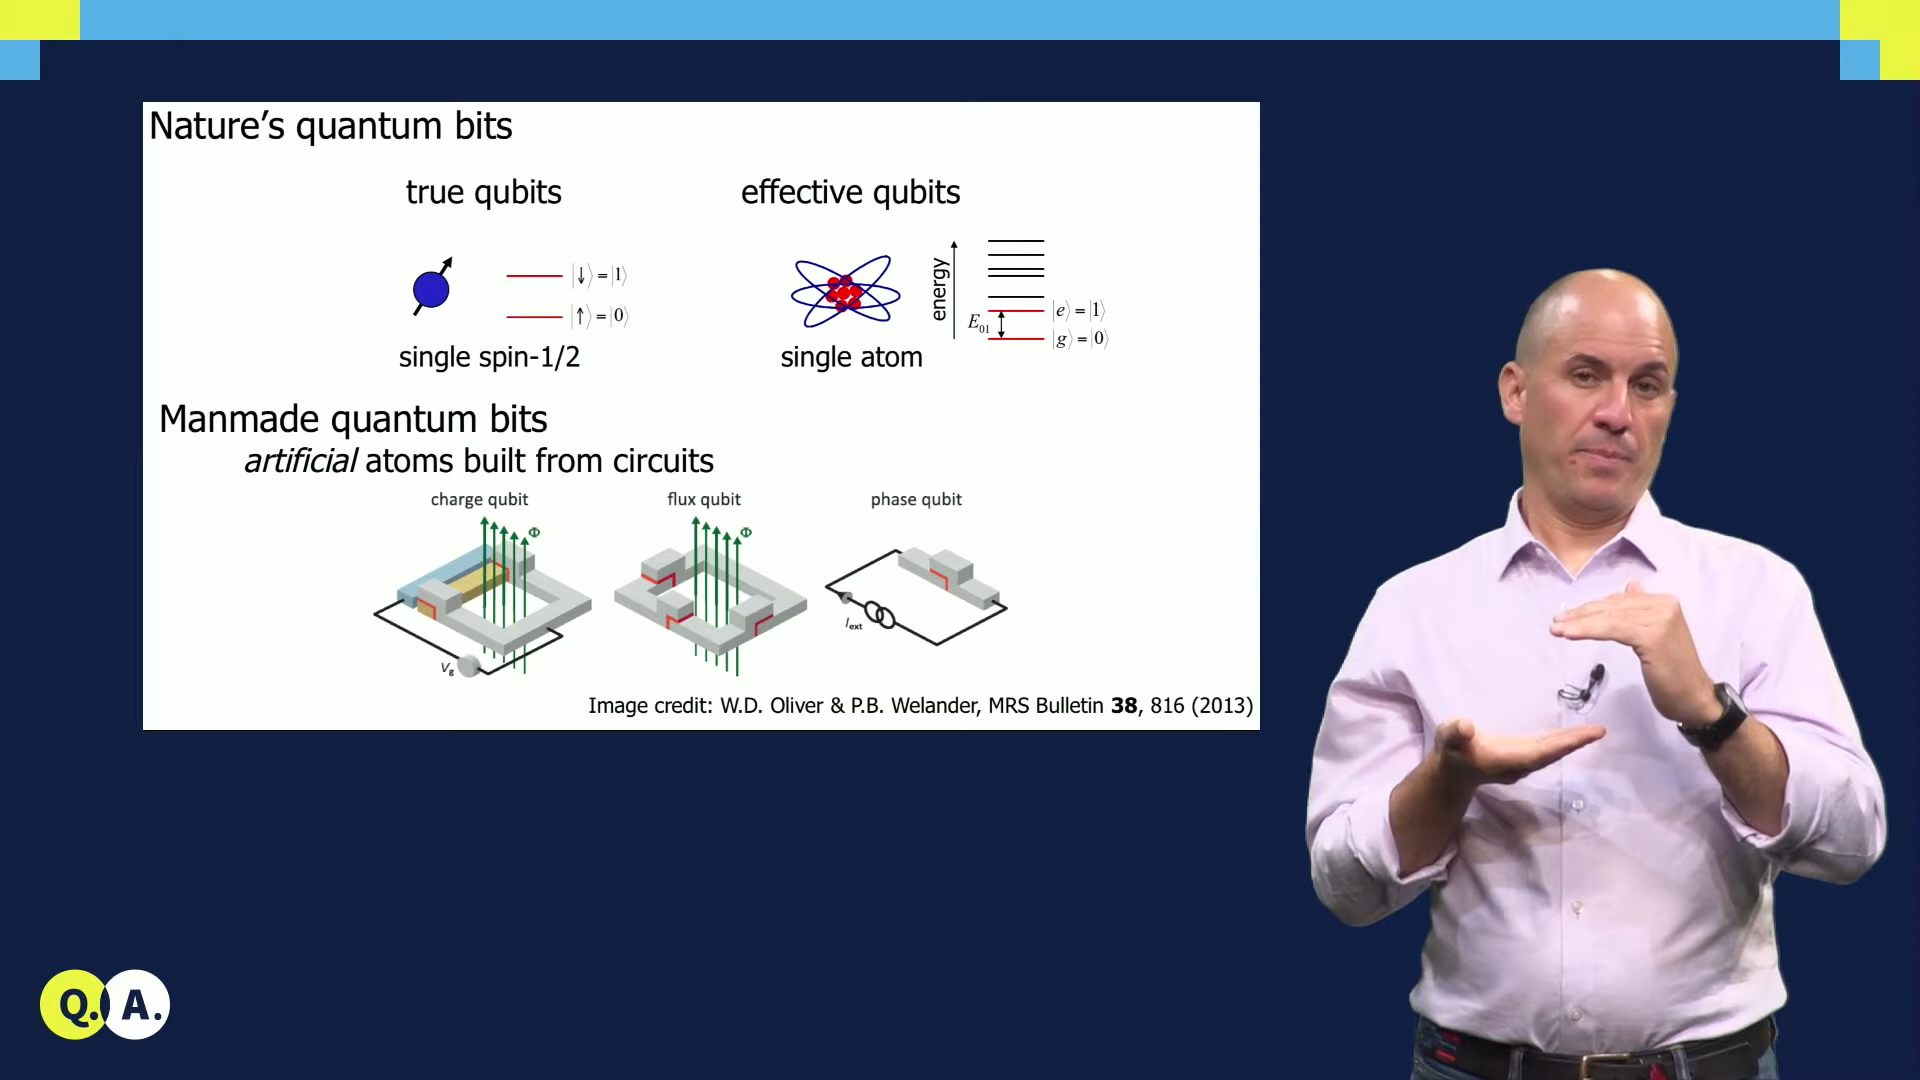 Nature's quantum bits
true qubits
effective qubits
|↓⟩=|1⟩
|↑⟩=|0⟩
single spin-1/2
energy
E01
|e⟩=|1⟩
|g⟩=|0⟩
single atom
Manmade quantum bits
artificial atoms built from circuits
charge qubit
flux qubit
phase qubit
Φ
Φ
Vg
Iext
Image credit: W.D. Oliver & P.B. Welander, MRS Bulletin 38, 816 (2013)
Q. A.